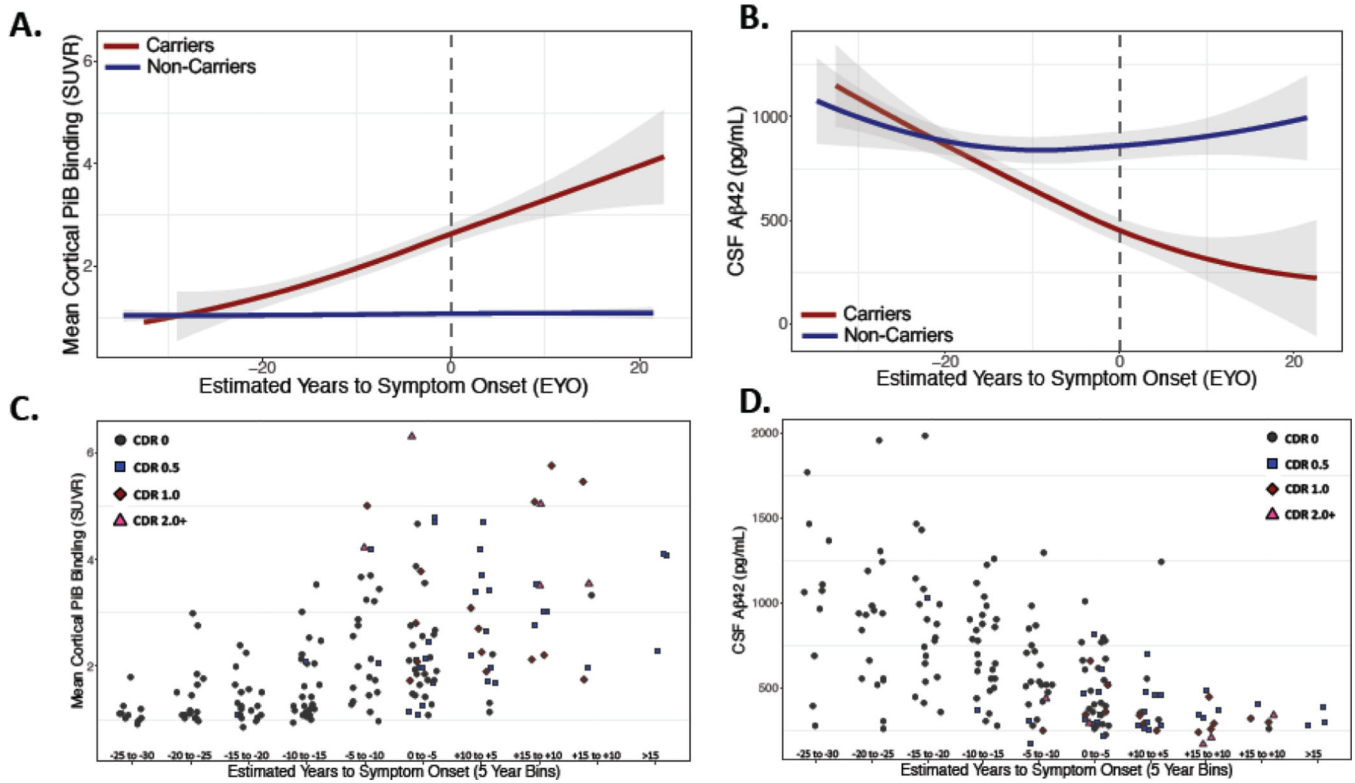 A.
Carriers
Non-Carriers
Mean Cortical PiB Binding (SUVR)
6
4
2
−20
0
20
Estimated Years to Symptom Onset (EYO)
B.
CSF Aβ42 (pg/mL)
1000
500
0
Carriers
Non-Carriers
−20
0
20
Estimated Years to Symptom Onset (EYO)
C.
CDR 0
CDR 0.5
CDR 1.0
CDR 2.0+
Mean Cortical PiB Binding (SUVR)
6
4
2
-25 to -30
-20 to -25
-15 to -20
-10 to -15
-5 to -10
0 to -5
+10 to +5
+15 to +10
+15 to +10
>15
Estimated Years to Symptom Onset (5 Year Bins)
D.
CDR 0
CDR 0.5
CDR 1.0
CDR 2.0+
CSF Aβ42 (pg/mL)
2000
1500
1000
500
-25 to -30
-20 to -25
-15 to -20
-10 to -15
-5 to -10
0 to -5
+10 to +5
+15 to +10
+15 to +10
>15
Estimated Years to Symptom Onset (5 Year Bins)